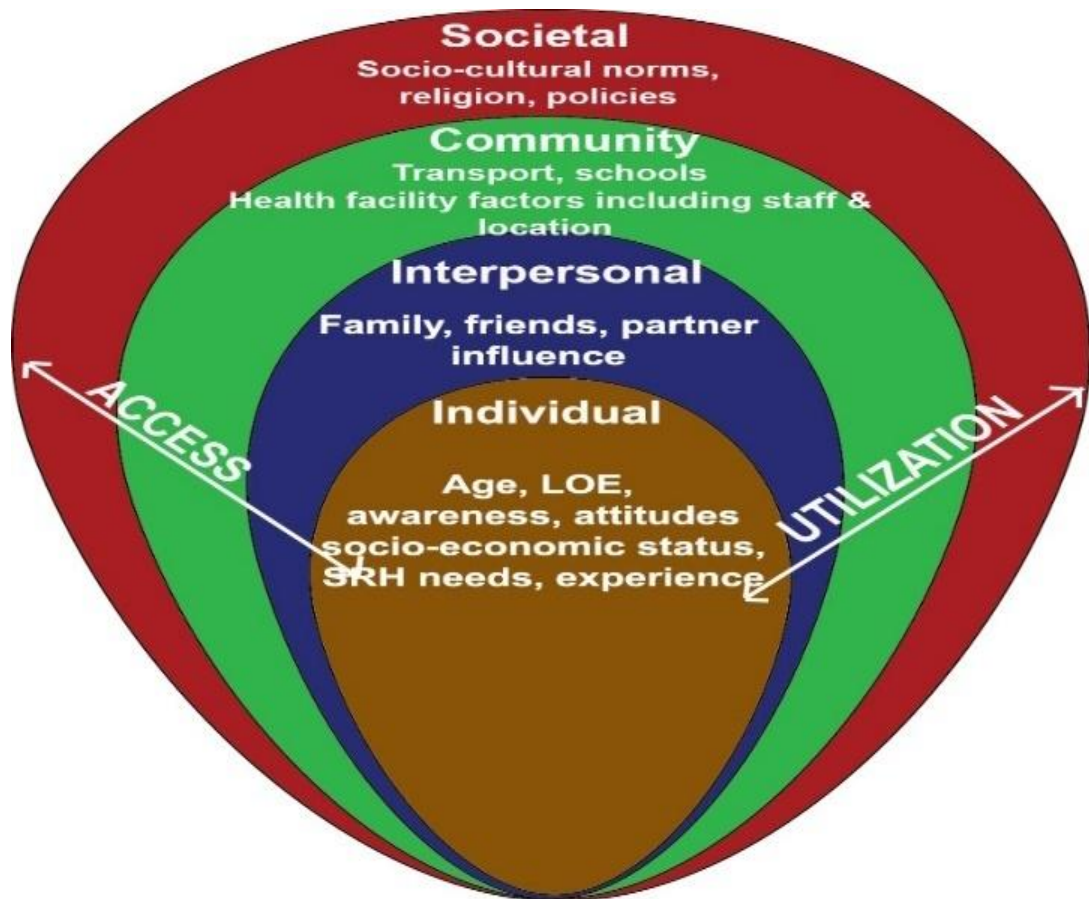 Societal
Socio-cultural norms,
religion, policies
Community
Transport, schools
Health facility factors including staff &
location
Interpersonal
Family, friends, partner
influence
ACCESS
UTILIZATION
Individual
Age, LOE,
awareness, attitudes
socio-economic status,
SRH needs, experience